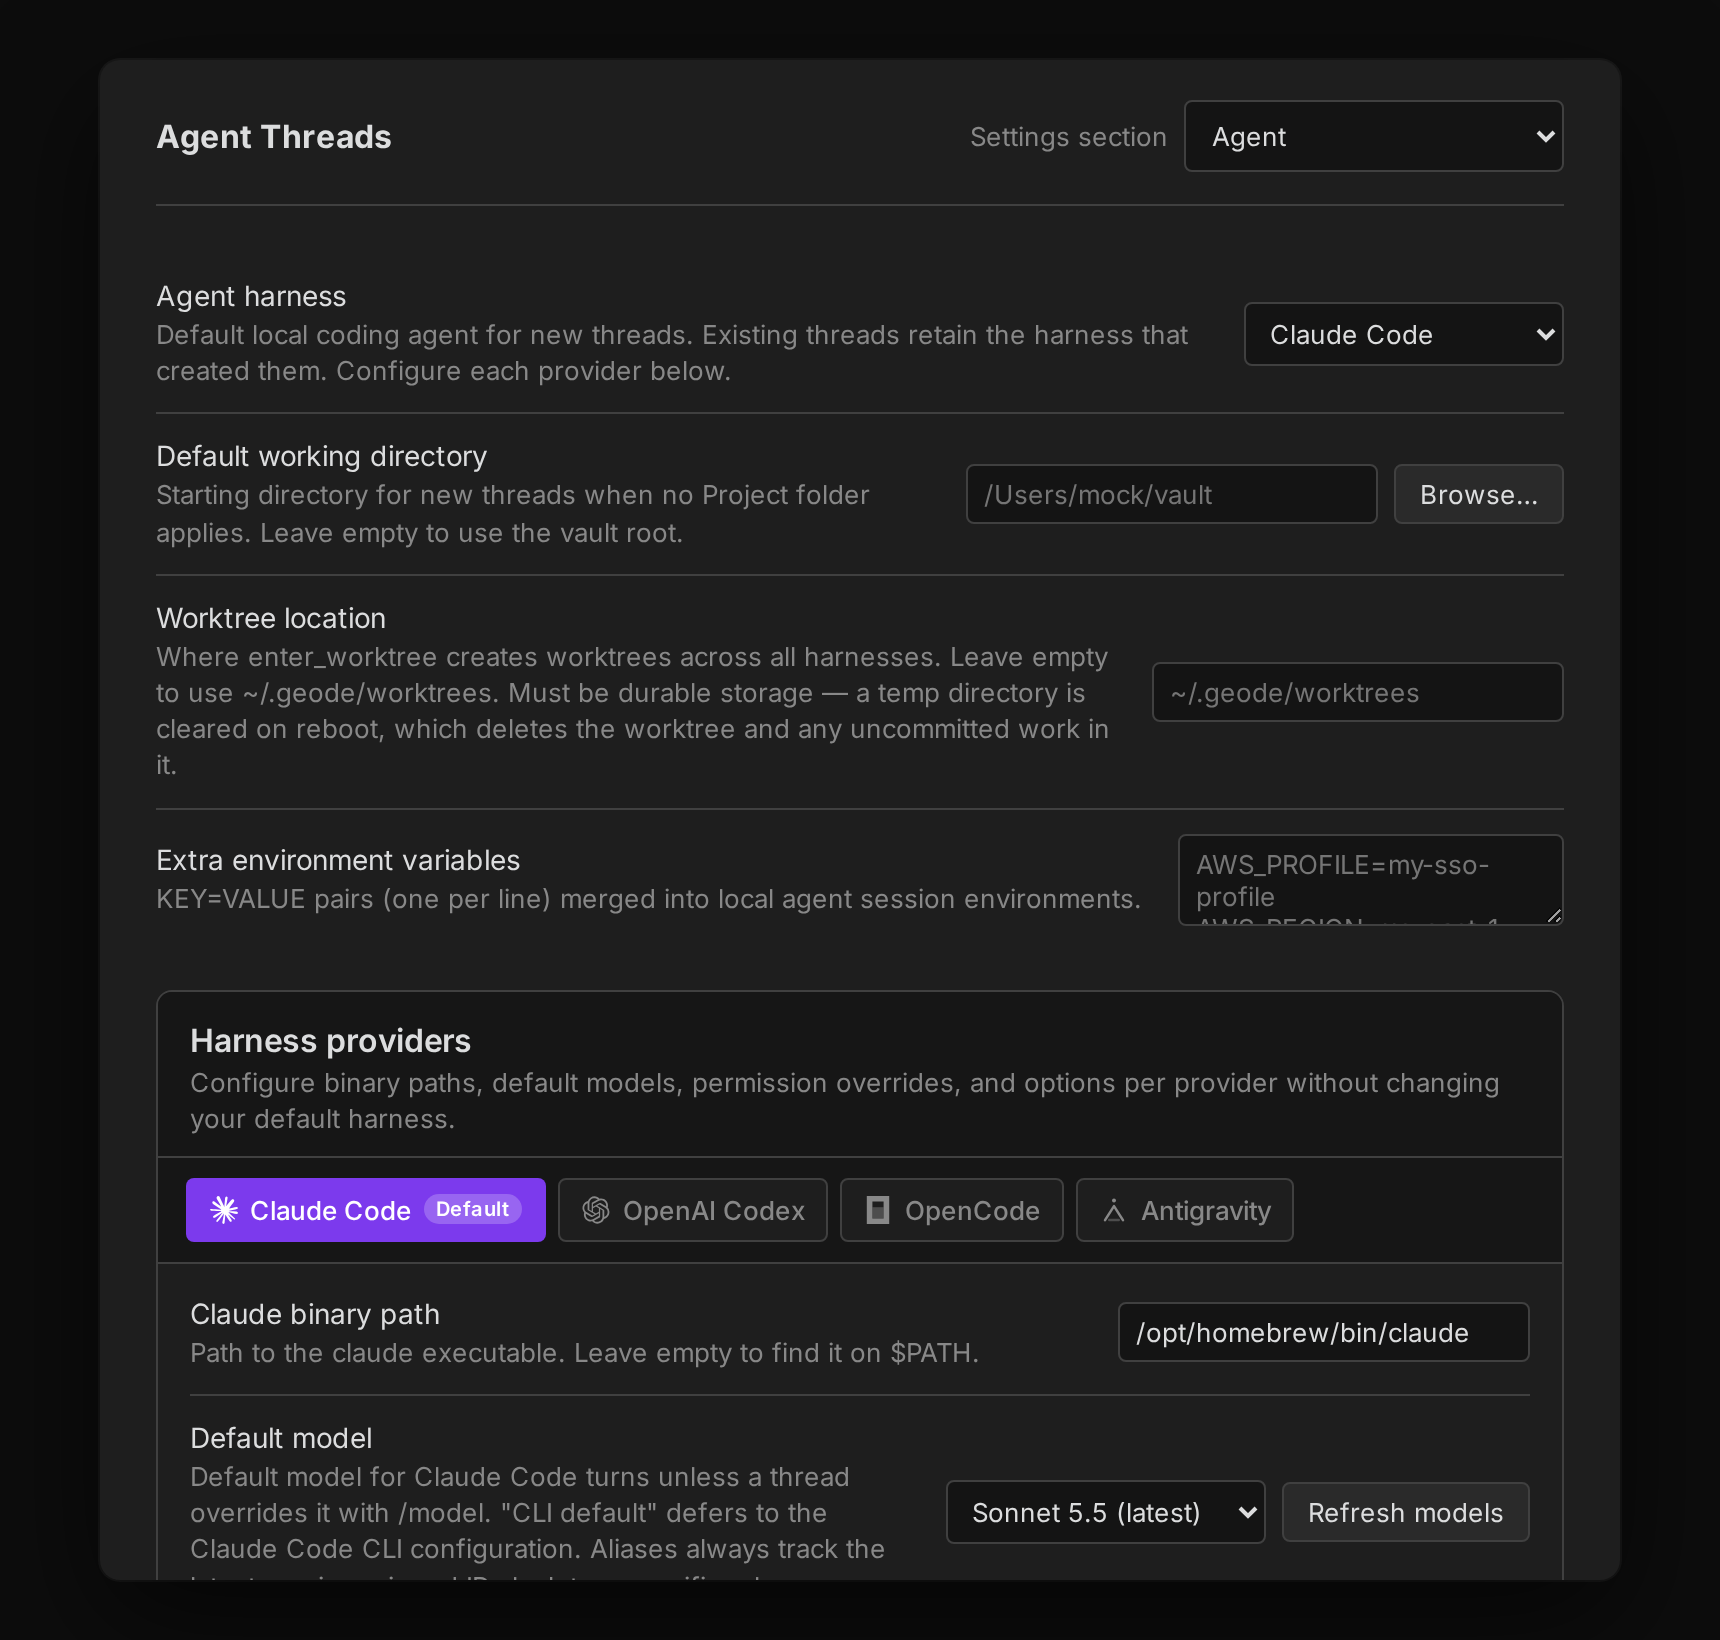 Agent Threads
Settings section
Agent
Agent harness
Default local coding agent for new threads. Existing threads retain the harness that
created them. Configure each provider below.
Claude Code
Default working directory
Starting directory for new threads when no Project folder
applies. Leave empty to use the vault root.
/Users/mock/vault
Browse...
Worktree location
Where enter_worktree creates worktrees across all harnesses. Leave empty
to use ~/.geode/worktrees. Must be durable storage — a temp directory is
cleared on reboot, which deletes the worktree and any uncommitted work in
it.
~/.geode/worktrees
Extra environment variables
KEY=VALUE pairs (one per line) merged into local agent session environments.
AWS_PROFILE=my-sso-
profile
Harness providers
Configure binary paths, default models, permission overrides, and options per provider without changing
your default harness.
Claude Code
Default
OpenAI Codex
OpenCode
Antigravity
Claude binary path
Path to the claude executable. Leave empty to find it on $PATH.
/opt/homebrew/bin/claude
Default model
Default model for Claude Code turns unless a thread
overrides it with /model. "CLI default" defers to the
Claude Code CLI configuration. Aliases always track the
Sonnet 5.5 (latest)
Refresh models